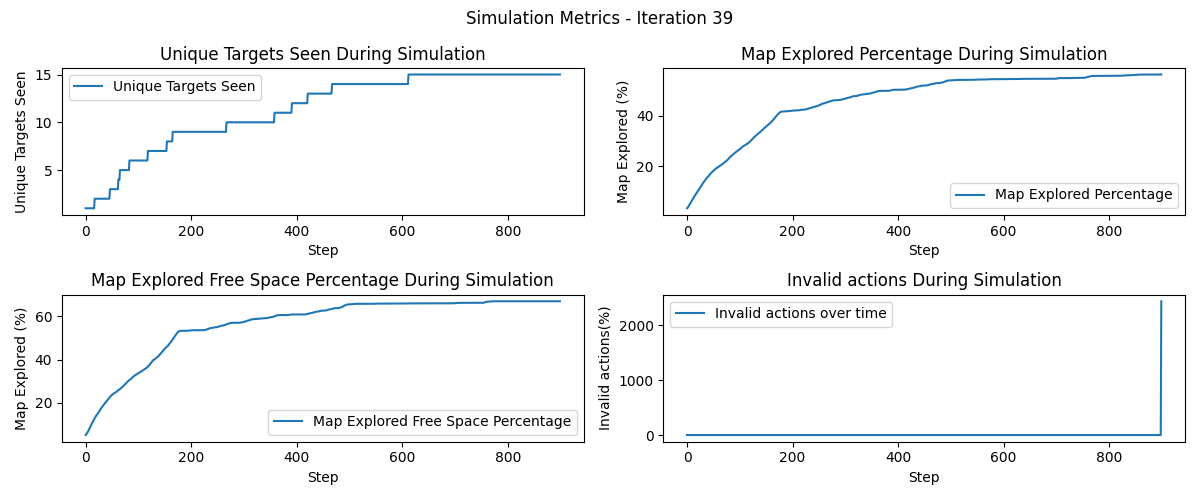 Simulation Metrics - Iteration 39
Unique Targets Seen During Simulation
Unique Targets Seen
15
10
5
Unique Targets Seen
0 200 400 600 800
Step
Map Explored Percentage During Simulation
Map Explored (%)
40
20
Map Explored Percentage
0 200 400 600 800
Step
Map Explored Free Space Percentage During Simulation
Map Explored (%)
60
40
20
Map Explored Free Space Percentage
0 200 400 600 800
Step
Invalid actions During Simulation
Invalid actions(%)
2000
1000
0
Invalid actions over time
0 200 400 600 800
Step